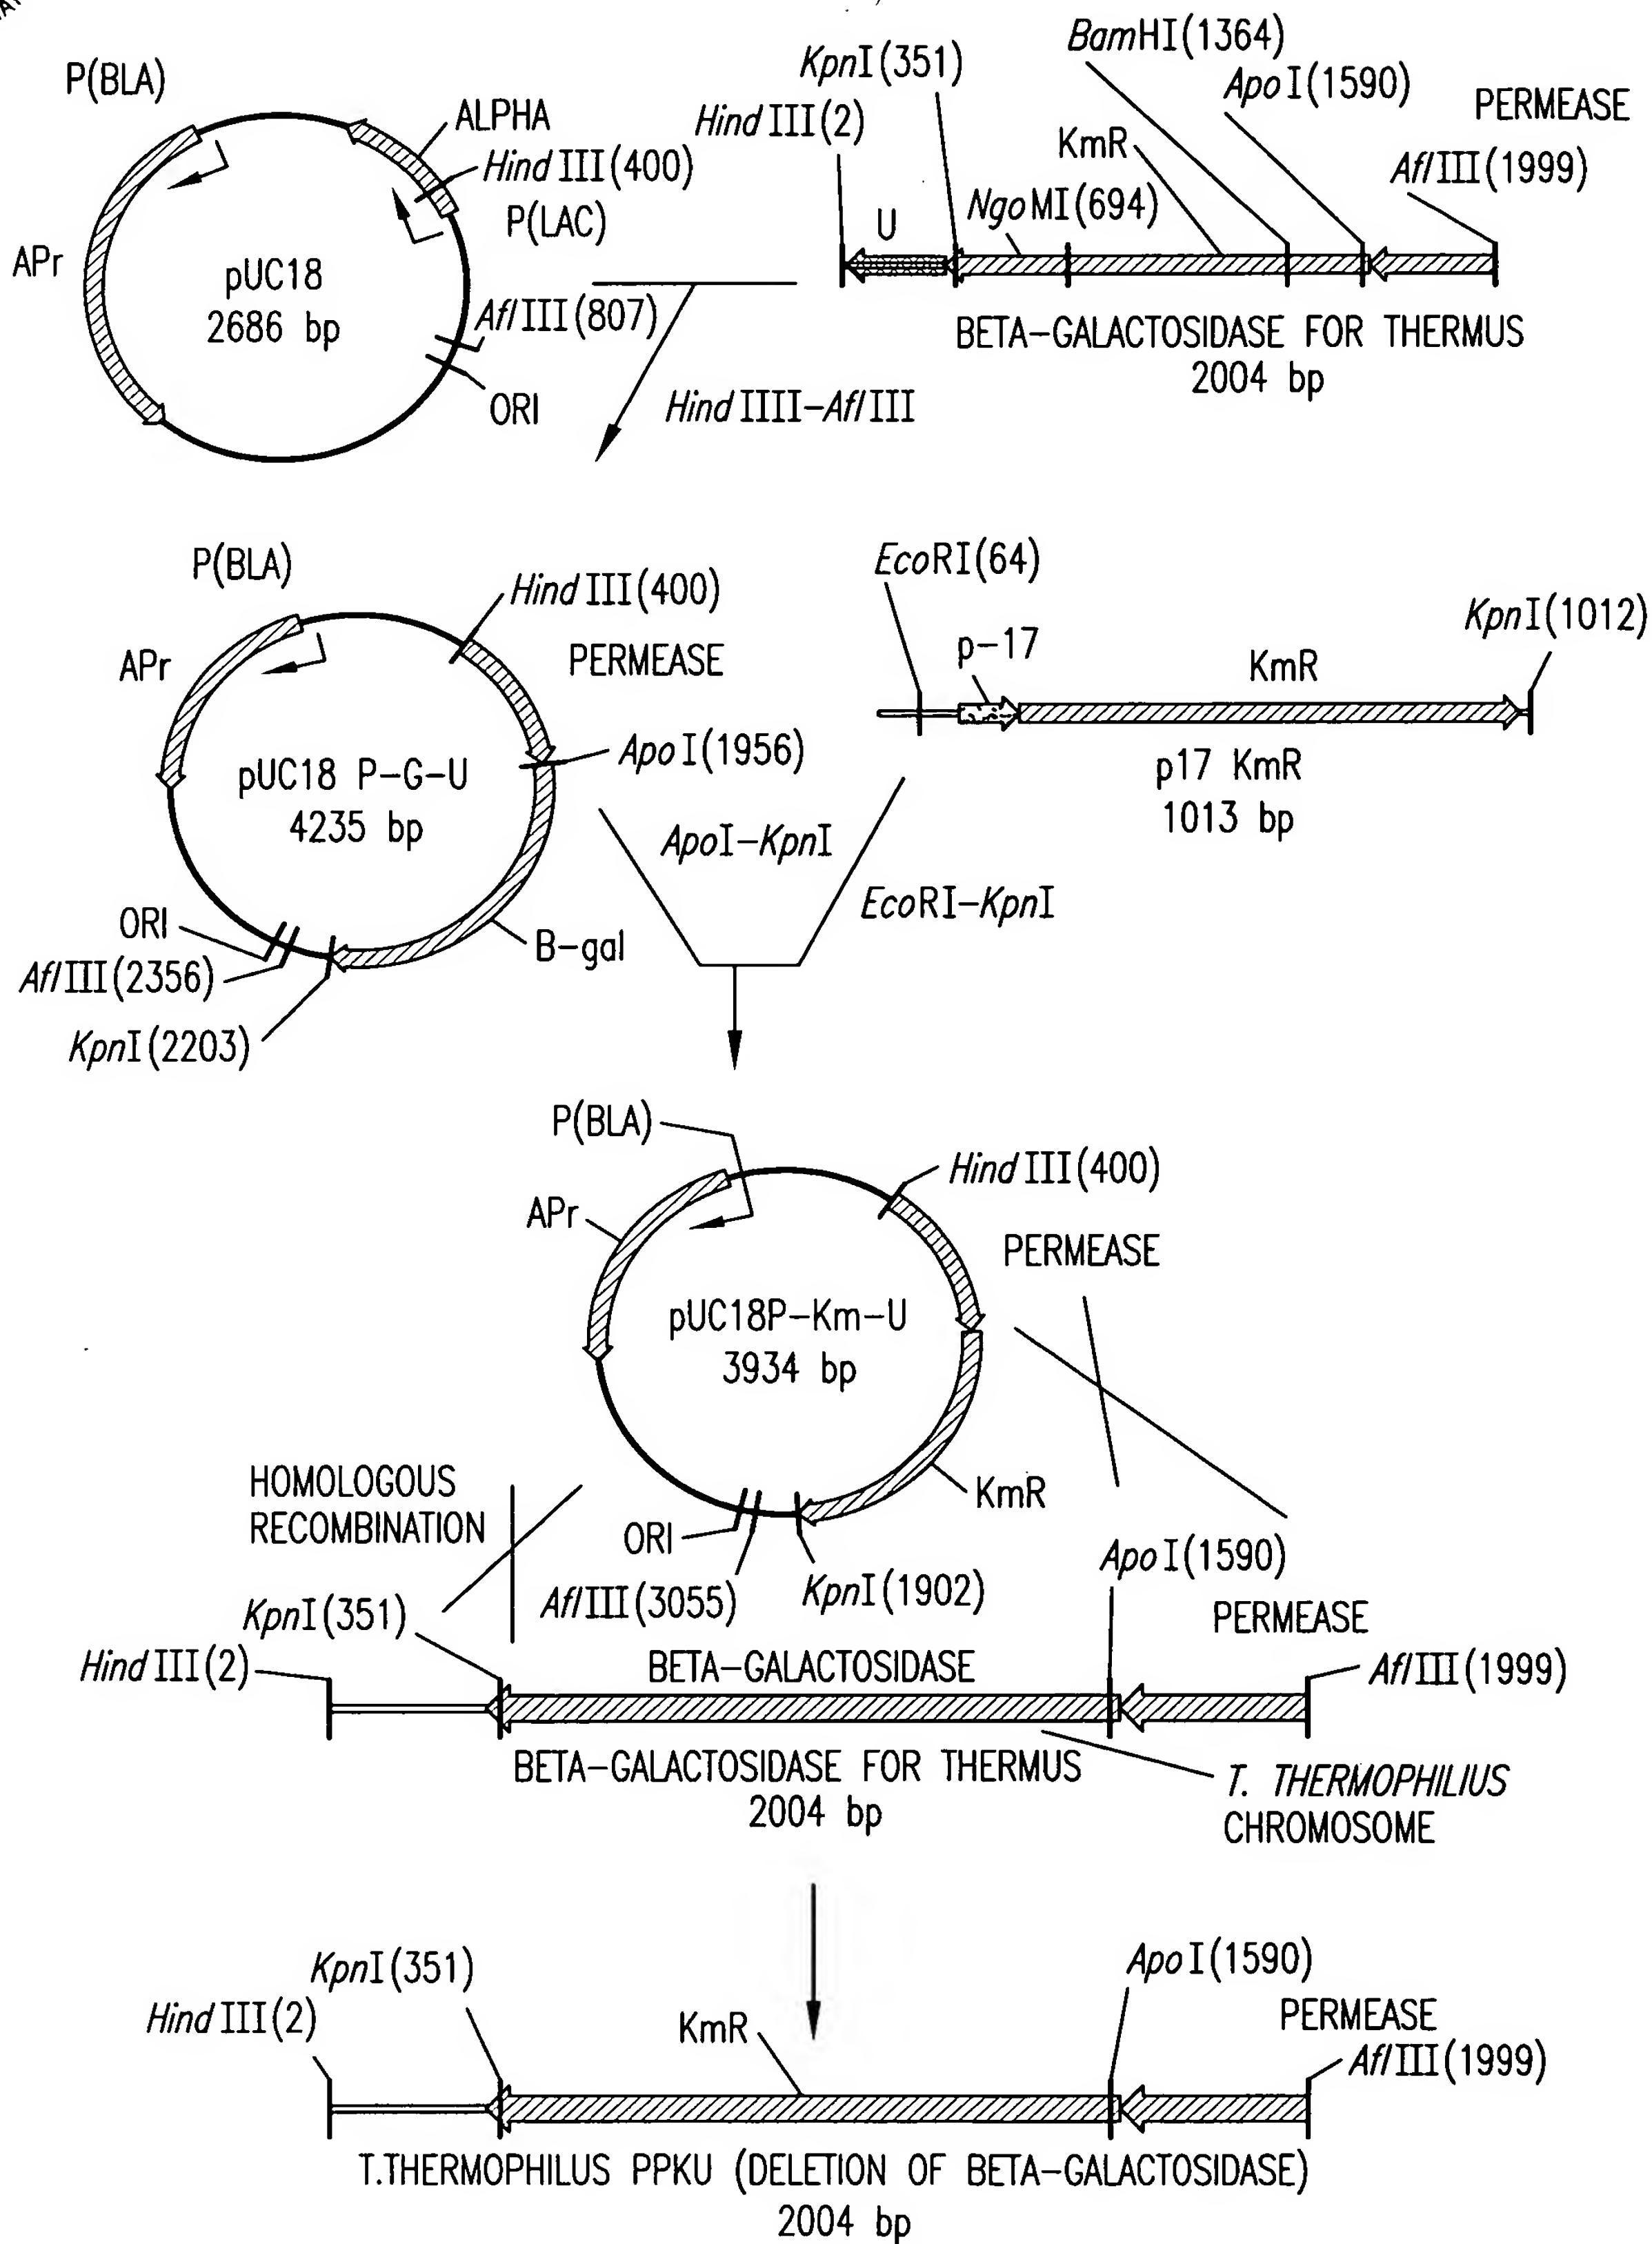 P(BLA)
ALPHA
HindIII(400)
P(LAC)
APr
pUC18
2686 bp
AflIII(807)
ORI
BamHI(1364)
KpnI(351)
ApoI(1590)
PERMEASE
HindIII(2)
KmR
AflIII(1999)
NgoMI(694)
U
BETA-GALACTOSIDASE FOR THERMUS
2004 bp
HindIIII-AflIII
P(BLA)
HindIII(400)
APr
PERMEASE
ApoI(1956)
pUC18 P-G-U
4235 bp
ORI
AflIII(2356)
B-gal
KpnI(2203)
EcoRI(64)
KpnI(1012)
p-17
KmR
p17 KmR
1013 bp
ApoI-KpnI
EcoRI-KpnI
P(BLA)
HindIII(400)
APr
PERMEASE
pUC18P-Km-U
3934 bp
KmR
ORI
AflIII(3055)
KpnI(1902)
HOMOLOGOUS
RECOMBINATION
ApoI(1590)
KpnI(351)
PERMEASE
HindIII(2)
BETA-GALACTOSIDASE
AflIII(1999)
BETA-GALACTOSIDASE FOR THERMUS
2004 bp
T. THERMOPHILIUS
CHROMOSOME
KpnI(351)
ApoI(1590)
HindIII(2)
KmR
PERMEASE
AflIII(1999)
T.THERMOPHILUS PPKU (DELETION OF BETA-GALACTOSIDASE)
2004 bp